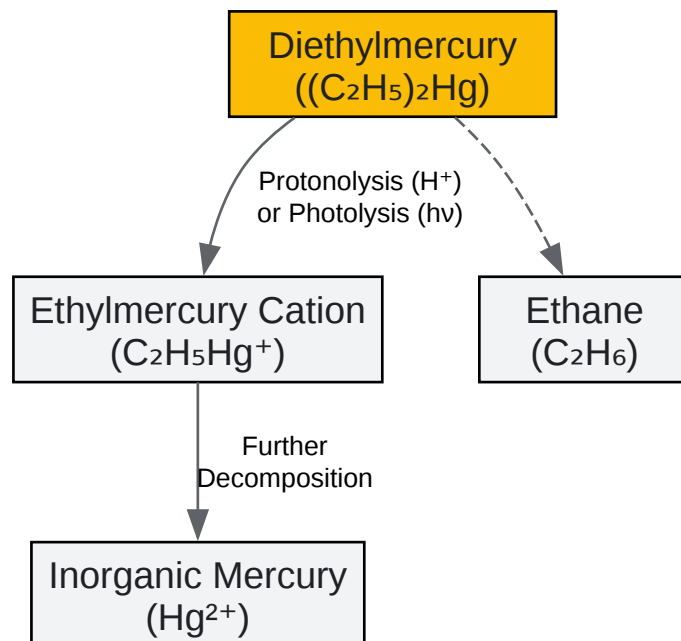 Diethylmercury
((C₂H₅)₂Hg)
Protonolysis (H⁺)
or Photolysis (hν)
Ethylmercury Cation
(C₂H₅Hg⁺)
Ethane
(C₂H₆)
Further
Decomposition
Inorganic Mercury
(Hg²⁺)